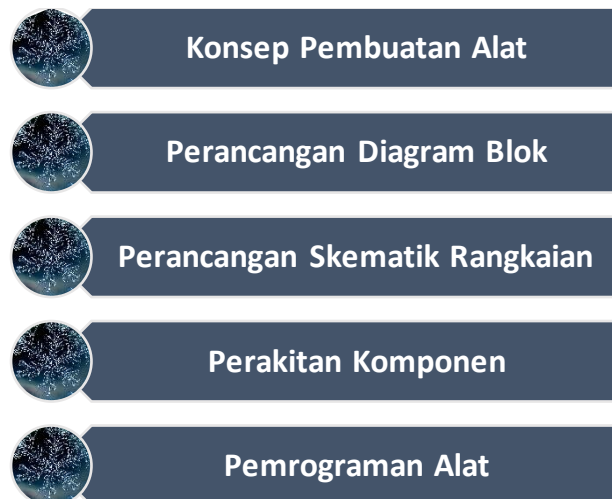 Konsep Pembuatan Alat
Perancangan Diagram Blok
Perancangan Skematik Rangkaian
Perakitan Komponen
Pemrograman Alat